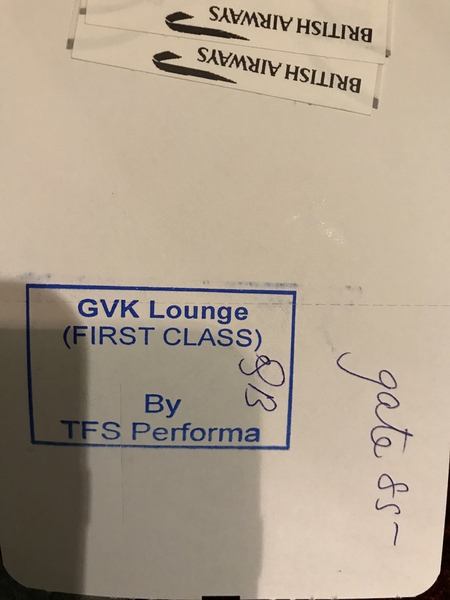 BRITISH AIRWAYS
BRITISH AIRWAYS
GVK Lounge
(FIRST CLASS)
By
TFS Performa
gate 85-